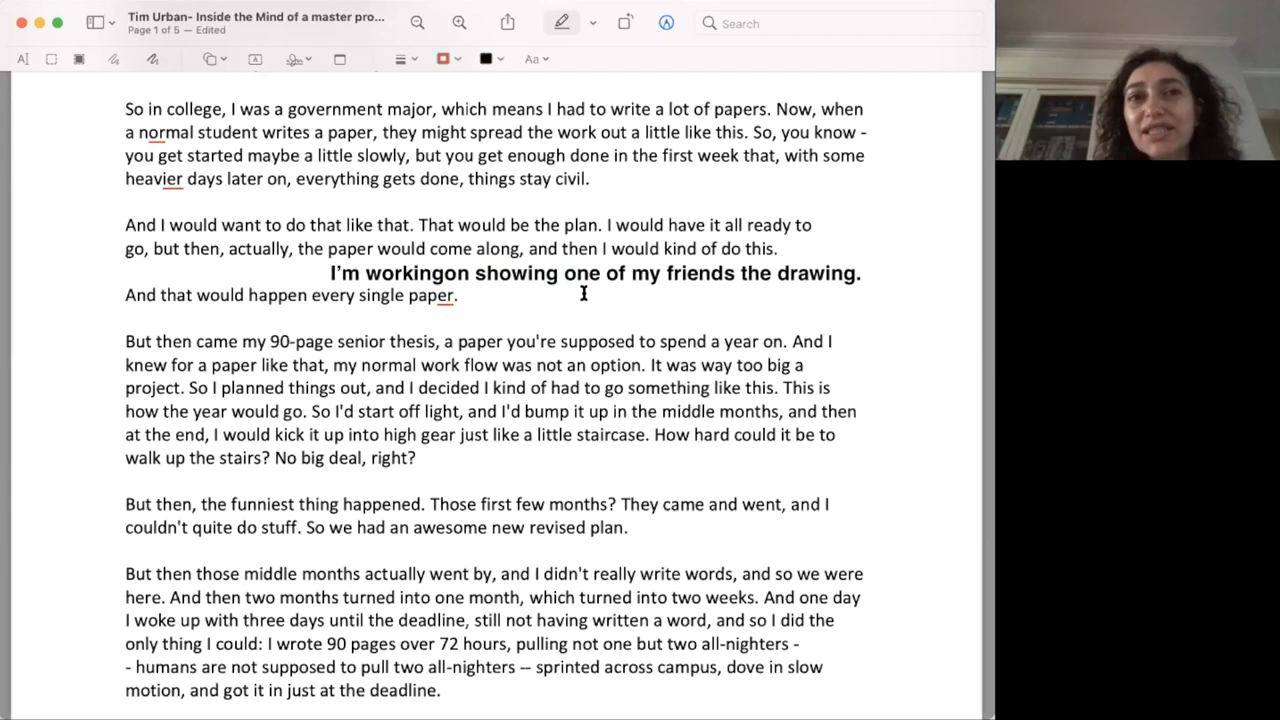 Tim Urban- Inside the Mind of a master pro...
Page 1 of 5 — Edited
Search
Aa
So in college, I was a government major, which means I had to write a lot of papers. Now, when
a normal student writes a paper, they might spread the work out a little like this. So, you know -
you get started maybe a little slowly, but you get enough done in the first week that, with some
heavier days later on, everything gets done, things stay civil.
And I would want to do that like that. That would be the plan. I would have it all ready to
go, but then, actually, the paper would come along, and then I would kind of do this.
I'm workingon showing one of my friends the drawing.
And that would happen every single paper.
But then came my 90-page senior thesis, a paper you're supposed to spend a year on. And I
knew for a paper like that, my normal work flow was not an option. It was way too big a
project. So I planned things out, and I decided I kind of had to go something like this. This is
how the year would go. So I'd start off light, and I'd bump it up in the middle months, and then
at the end, I would kick it up into high gear just like a little staircase. How hard could it be to
walk up the stairs? No big deal, right?
But then, the funniest thing happened. Those first few months? They came and went, and I
couldn't quite do stuff. So we had an awesome new revised plan.
But then those middle months actually went by, and I didn't really write words, and so we were
here. And then two months turned into one month, which turned into two weeks. And one day
I woke up with three days until the deadline, still not having written a word, and so I did the
only thing I could: I wrote 90 pages over 72 hours, pulling not one but two all-nighters -
- humans are not supposed to pull two all-nighters -- sprinted across campus, dove in slow
motion, and got it in just at the deadline.